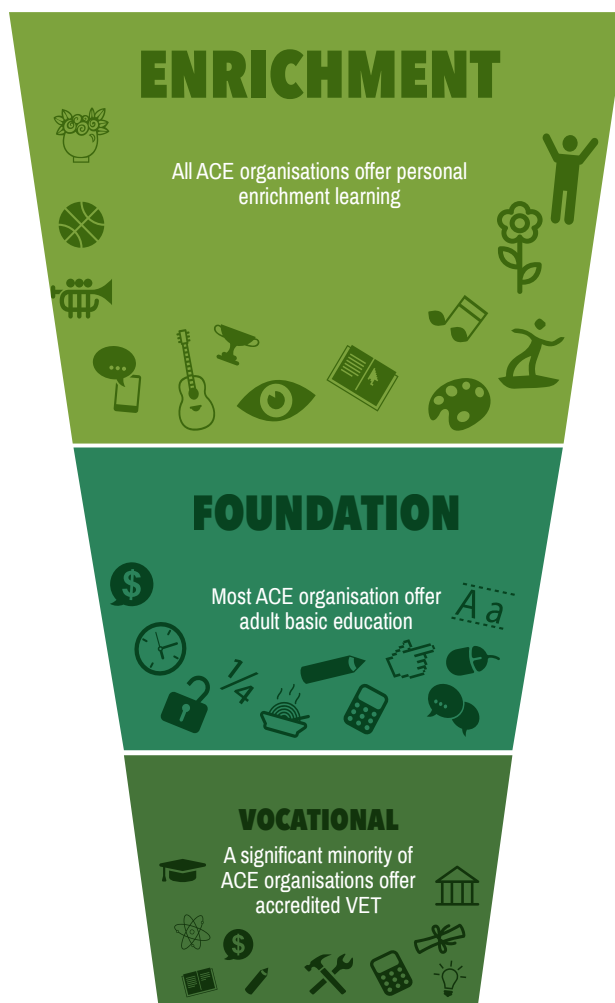 ENRICHMENT
All ACE organisations offer personal
enrichment learning
FOUNDATION
$
Most ACE organisation offer
adult basic education
A a
1/4
VOCATIONAL
A significant minority of
ACE organisations offer
accredited VET
$